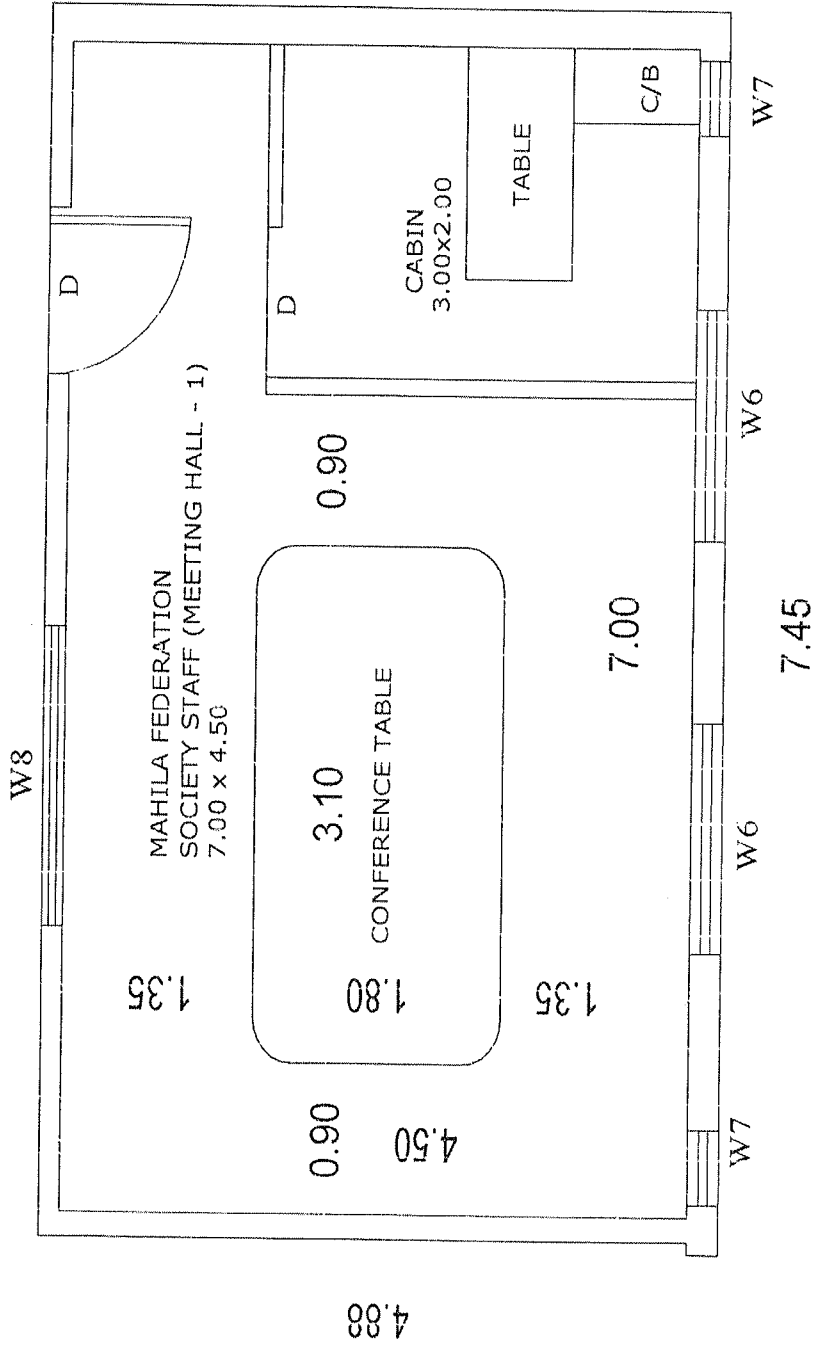 W8
D
MAHILA FEDERATION
SOCIETY STAFF (MEETING HALL - 1)
7.00 x 4.50
1.35
D
0.90
3.10
0.90
CONFERENCE TABLE
1.80
4.50
CABIN
3.00x2.00
TABLE
C/B
1.35
7.00
4.88
W7
W6
W6
W7
7.45